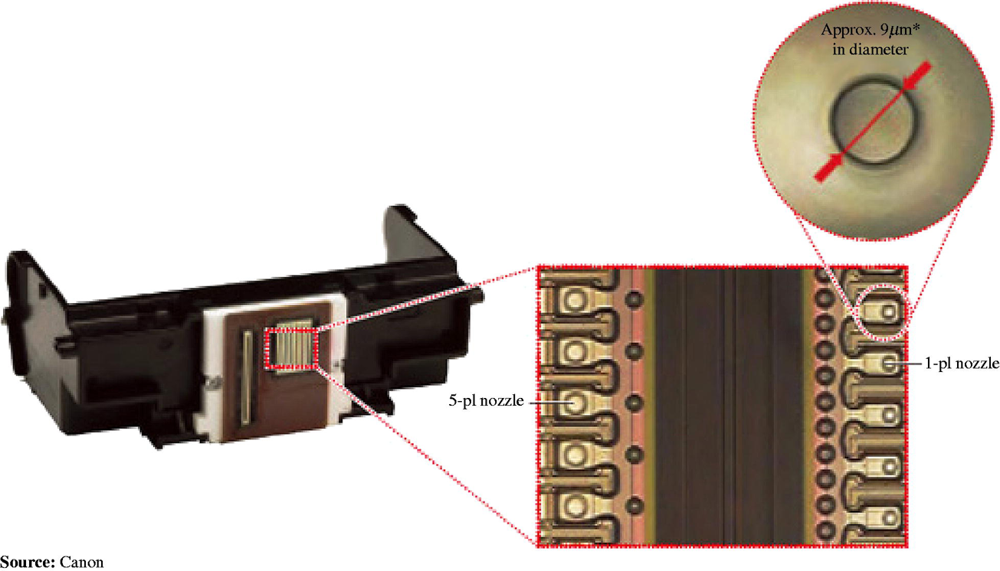 Approx. 9μm*
in diameter
1-pl nozzle
5-pl nozzle
Source: Canon